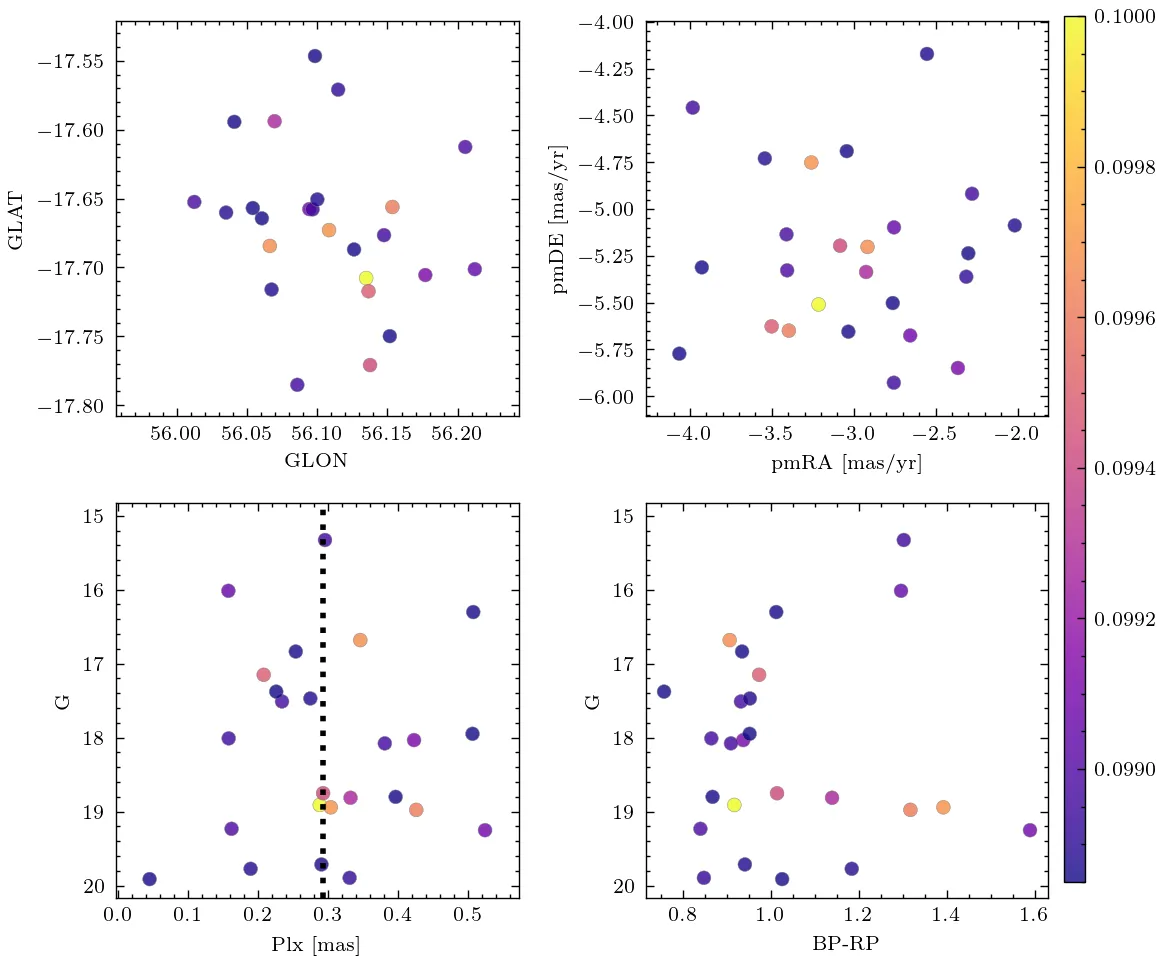 −17.55
−17.60
−17.65
−17.70
−17.75
−17.80
GLAT
56.00 56.05 56.10 56.15 56.20
GLON
−4.00
−4.25
−4.50
−4.75
−5.00
−5.25
−5.50
−5.75
−6.00
pmDE [mas/yr]
−4.0 −3.5 −3.0 −2.5 −2.0
pmRA [mas/yr]
0.1000
0.0998
0.0996
0.0994
0.0992
0.0990
15
16
17
18
19
20
G
0.0 0.1 0.2 0.3 0.4 0.5
Plx [mas]
15
16
17
18
19
20
G
0.8 1.0 1.2 1.4 1.6
BP-RP